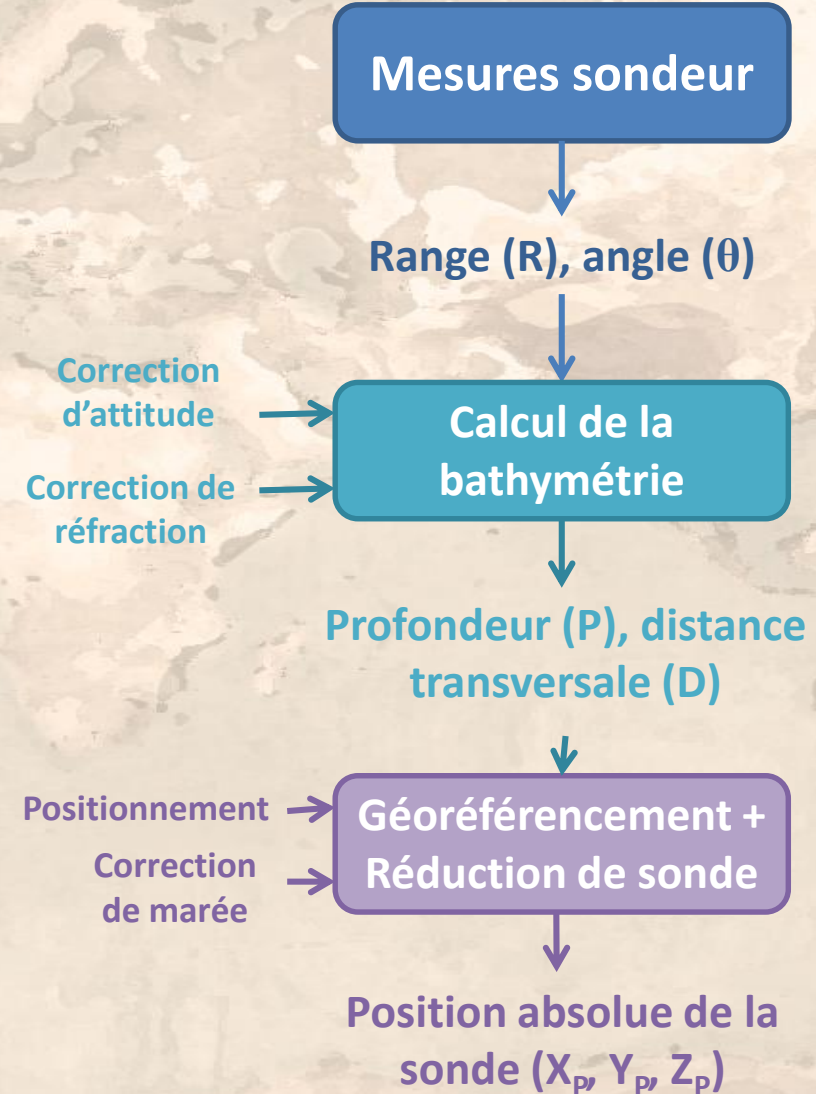 Mesures sondeur
Range (R), angle (θ)
Correction
d'attitude
Correction de
réfraction
Calcul de la
bathymétrie
Profondeur (P), distance
transversale (D)
Positionnement
Correction
de marée
Géoréférencement +
Réduction de sonde
Position absolue de la
sonde (Xₚ, Yₚ, Zₚ)